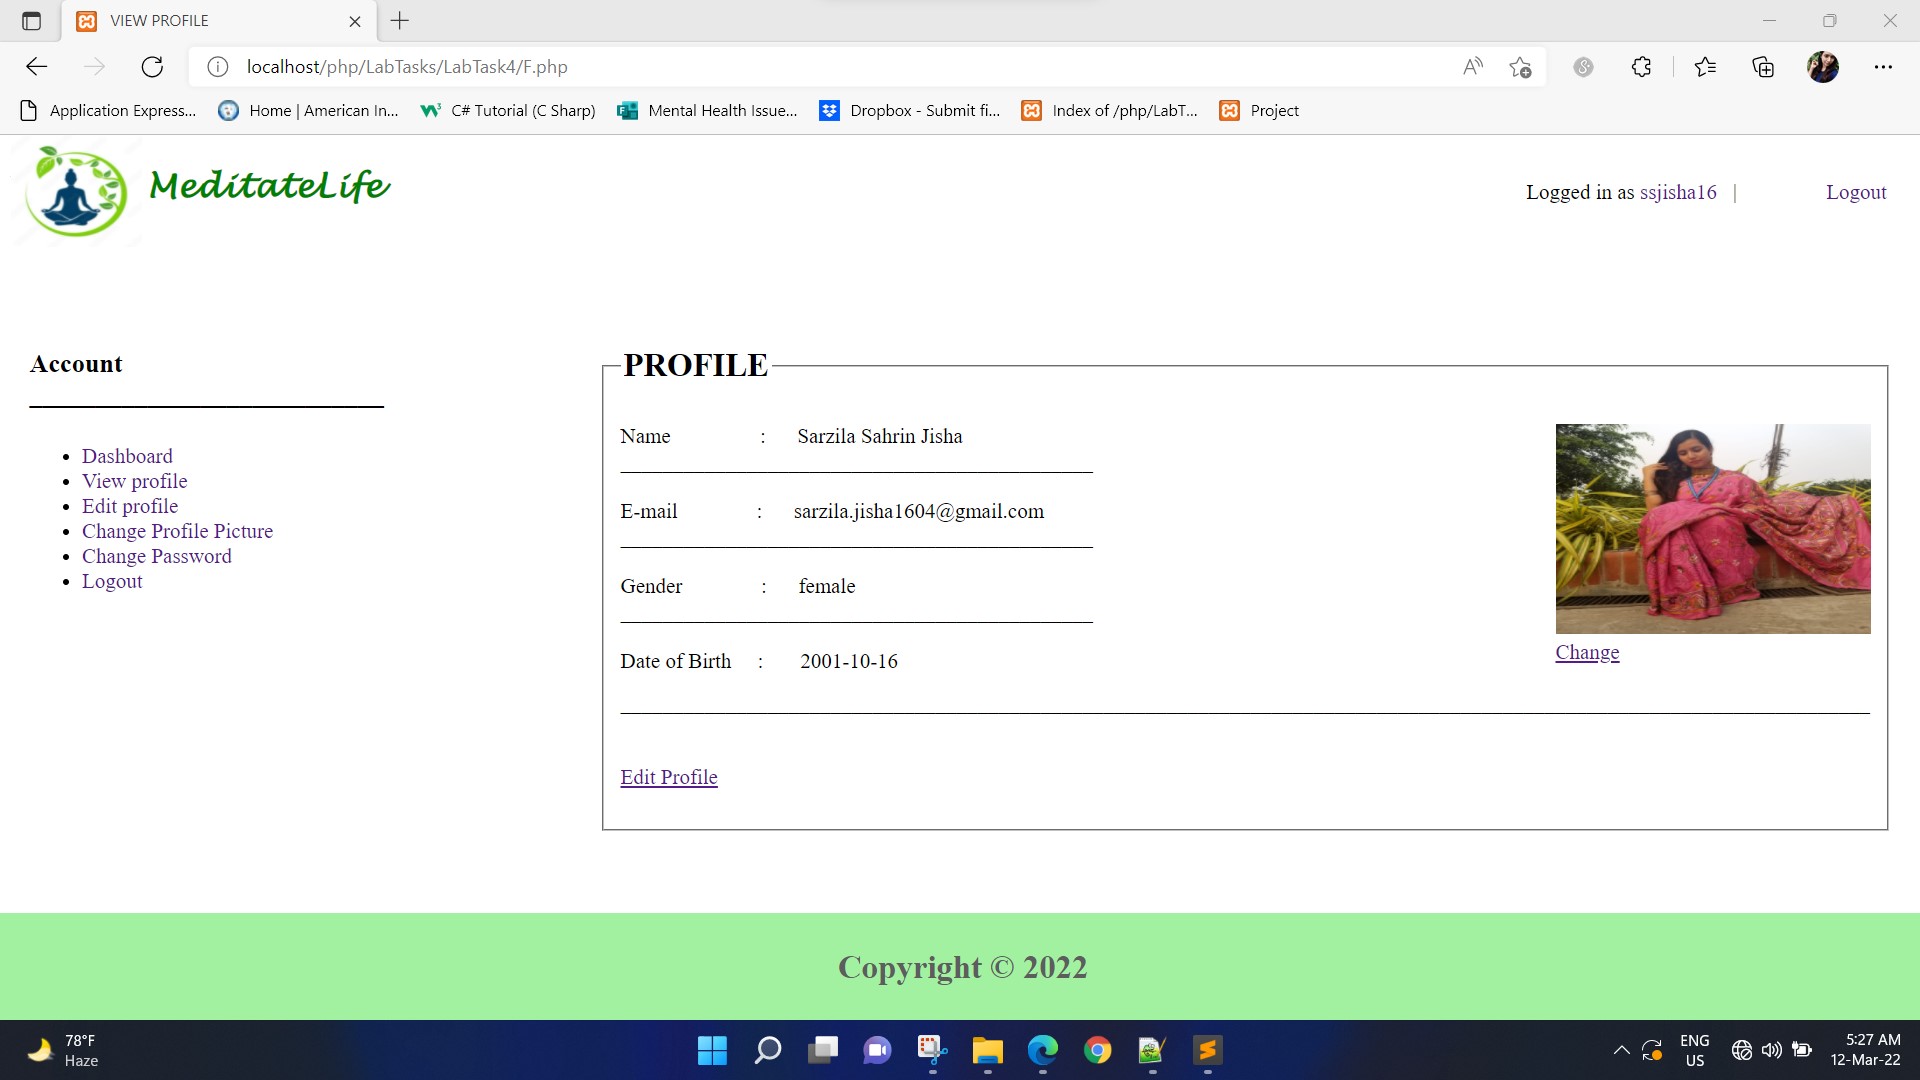 VIEW PROFILE
localhost/php/LabTasks/LabTask4/F.php
Application Express...
Home | American In...
C# Tutorial (C Sharp)
Mental Health Issue...
Dropbox - Submit fi...
Index of /php/LabT...
Project
MeditateLife
Logged in as ssjisha16 | Logout
Account
Dashboard
View profile
Edit profile
Change Profile Picture
Change Password
Logout
PROFILE
Name : Sarzila Sahrin Jisha
E-mail : sarzila.jisha1604@gmail.com
Gender : female
Date of Birth : 2001-10-16
Change
Edit Profile
Copyright © 2022
78°F
Haze
ENG
US
5:27 AM
12-Mar-22